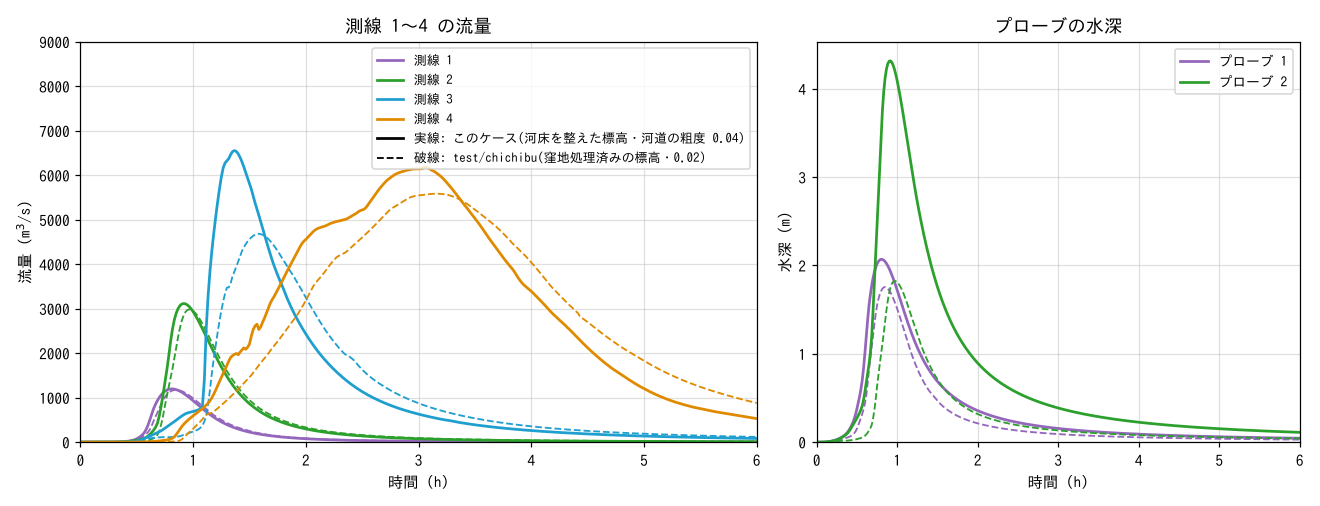 測線 1～4 の流量
9000
8000
7000
6000
5000
4000
3000
2000
1000
0
流量 (m³/s)
測線 1
測線 2
測線 3
測線 4
実線: このケース(河床を整えた標高・河道の粗度 0.04)
破線: test/chichibu(窪地処理済みの標高・0.02)
0 1 2 3 4 5 6
時間 (h)
プローブの水深
4
3
2
1
0
水深 (m)
プローブ 1
プローブ 2
0 1 2 3 4 5 6
時間 (h)